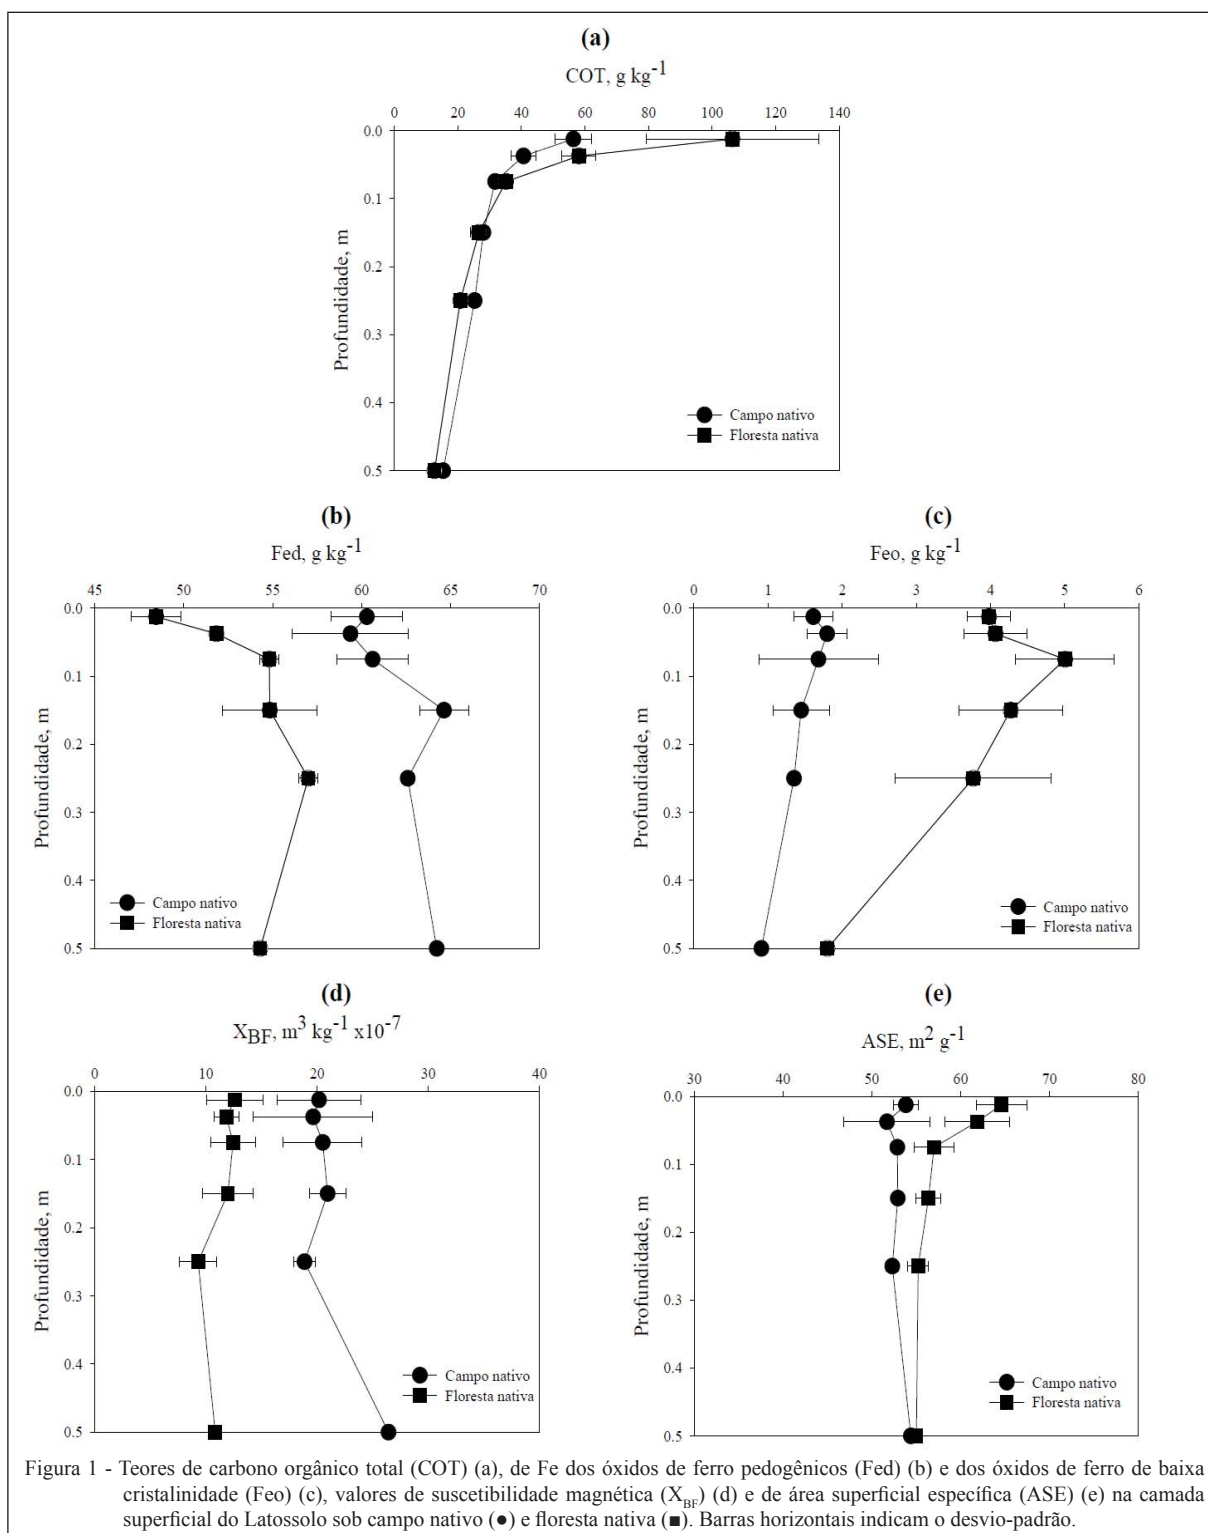 (a)
COT, g kg-1
0 20 40 60 80 100 120 140
0.0
0.1
0.2
0.3
0.4
0.5
Profundidade, m
Campo nativo
Floresta nativa
(b)
Fed, g kg-1
45 50 55 60 65 70
0.0
0.1
0.2
0.3
0.4
0.5
Profundidade, m
Campo nativo
Floresta nativa
(c)
Feo, g kg-1
0 1 2 3 4 5 6
0.0
0.1
0.2
0.3
0.4
0.5
Profundidade, m
Campo nativo
Floresta nativa
(d)
XBF, m3 kg-1 x10-7
0 10 20 30 40
0.0
0.1
0.2
0.3
0.4
0.5
Profundidade, m
Campo nativo
Floresta nativa
(e)
ASE, m2 g-1
30 40 50 60 70 80
0.0
0.1
0.2
0.3
0.4
0.5
Profundidade, m
Campo nativo
Floresta nativa
Figura 1 - Teores de carbono orgânico total (COT) (a), de Fe dos óxidos de ferro pedogênicos (Fed) (b) e dos óxidos de ferro de baixa
cristalinidade (Feo) (c), valores de suscetibilidade magnética (XBF) (d) e de área superficial específica (ASE) (e) na camada
superficial do Latossolo sob campo nativo (●) e floresta nativa (■). Barras horizontais indicam o desvio-padrão.